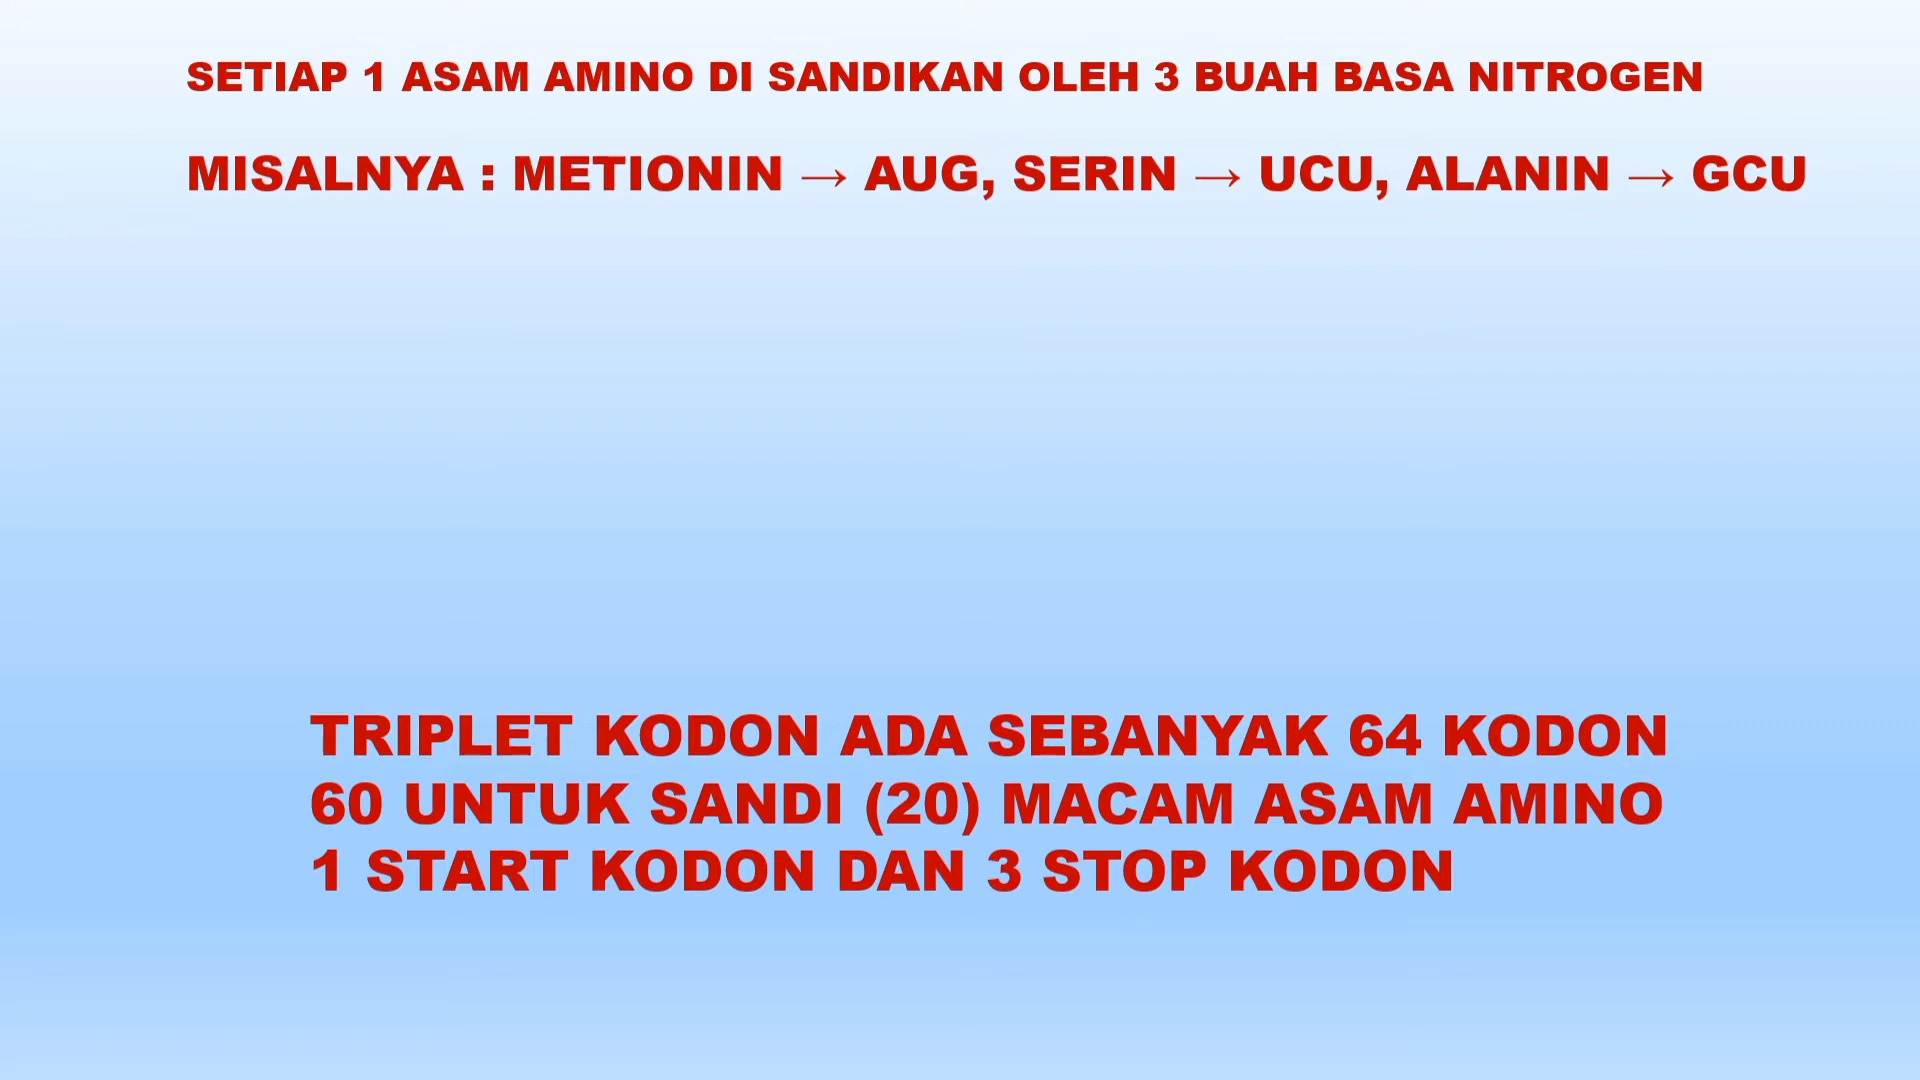 SETIAP 1 ASAM AMINO DI SANDIKAN OLEH 3 BUAH BASA NITROGEN
MISALNYA : METIONIN → AUG, SERIN → UCU, ALANIN → GCU
TRIPLET KODON ADA SEBANYAK 64 KODON
60 UNTUK SANDI (20) MACAM ASAM AMINO
1 START KODON DAN 3 STOP KODON